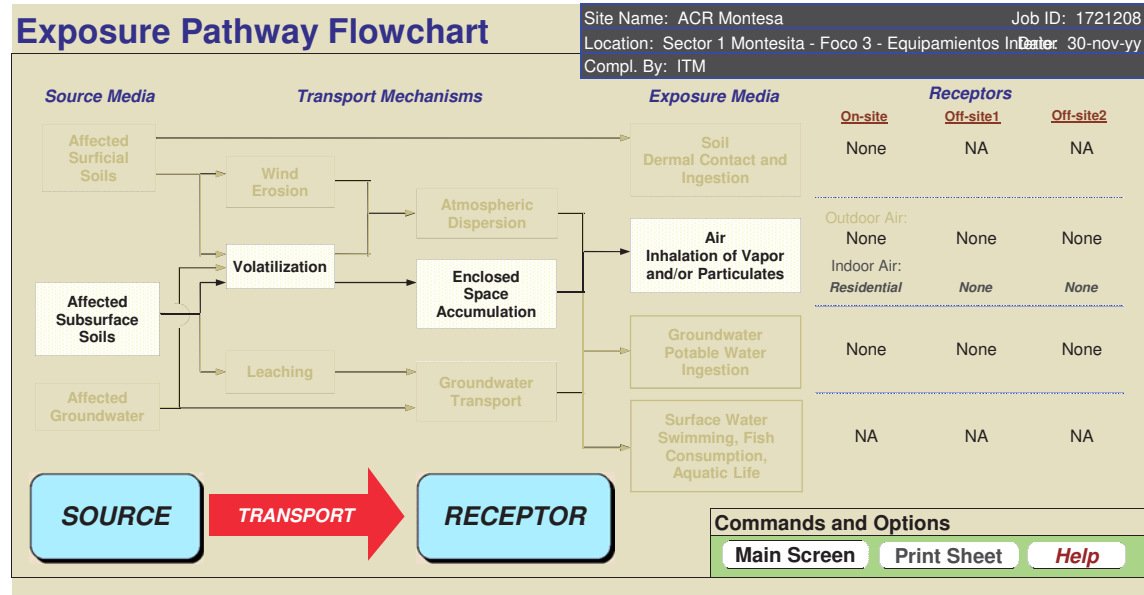 Exposure Pathway Flowchart
Site Name: ACR Montesa
Job ID: 1721208
Location: Sector 1 Montesita - Foco 3 - Equipamientos
30-nov-yy
Compl. By: ITM
Source Media
Transport Mechanisms
Exposure Media
Receptors
On-site
Off-site1
Off-site2
Affected
Surficial
Soils
Wind
Erosion
Atmospheric
Dispersion
Soil
Dermal Contact and
Ingestion
None
NA
NA
Volatilization
Enclosed
Space
Accumulation
Air
Inhalation of Vapor
and/or Particulates
Outdoor Air:
None
None
None
Indoor Air:
Residential
None
None
Affected
Subsurface
Soils
Leaching
Groundwater
Transport
Groundwater
Potable Water
Ingestion
None
None
None
Affected
Groundwater
Surface Water
Swimming, Fish
Consumption,
Aquatic Life
NA
NA
NA
SOURCE
TRANSPORT
RECEPTOR
Commands and Options
Main Screen
Print Sheet
Help